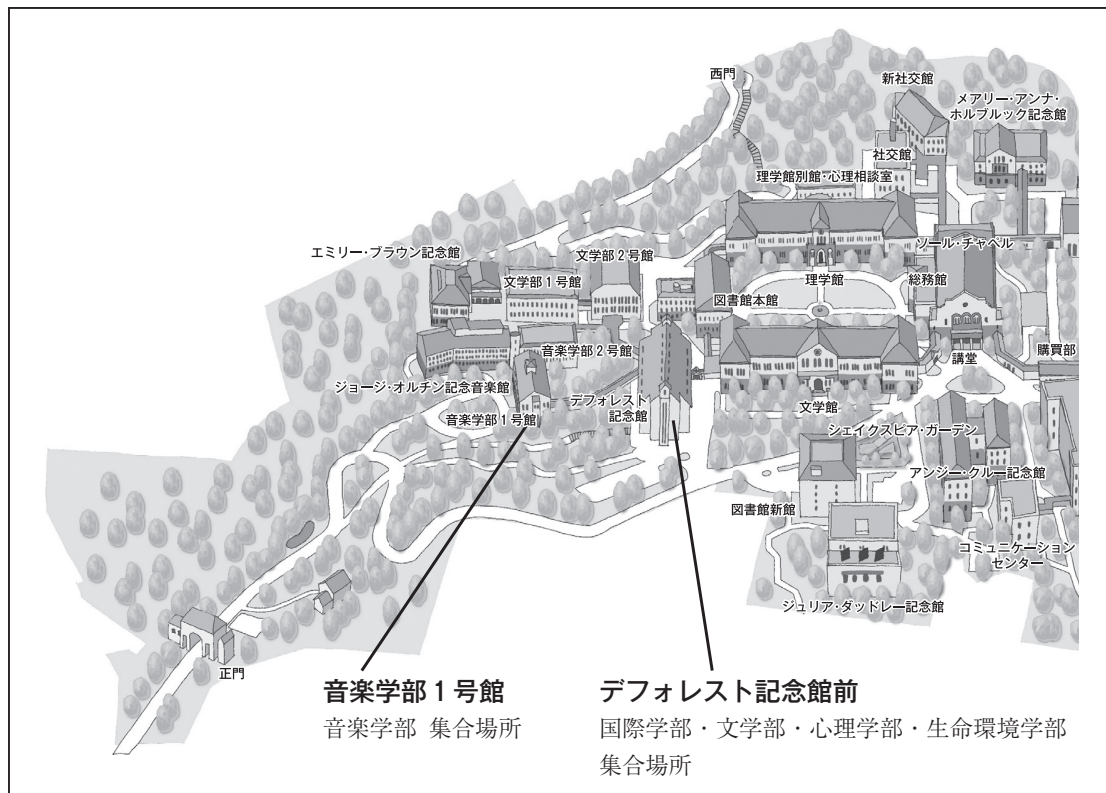 西門
新社交館
メアリー・アンナ・
ホルブルック記念館
社交館
理学館別館・心理相談室
ソール・チャペル
エミリー・ブラウン記念館
文学部2号館
文学部1号館
理学館
総務館
図書館本館
音楽学部2号館
講堂
購買部
ジョージ・オルチン記念音楽館
デフォレスト
記念館
文学館
音楽学部1号館
シェイクスピア・ガーデン
アンジー・クルー記念館
図書館新館
コミュニケーション
センター
ジュリア・ダッドレー記念館
正門
音楽学部1号館
音楽学部 集合場所
デフォレスト記念館前
国際学部・文学部・心理学部・生命環境学部
集合場所